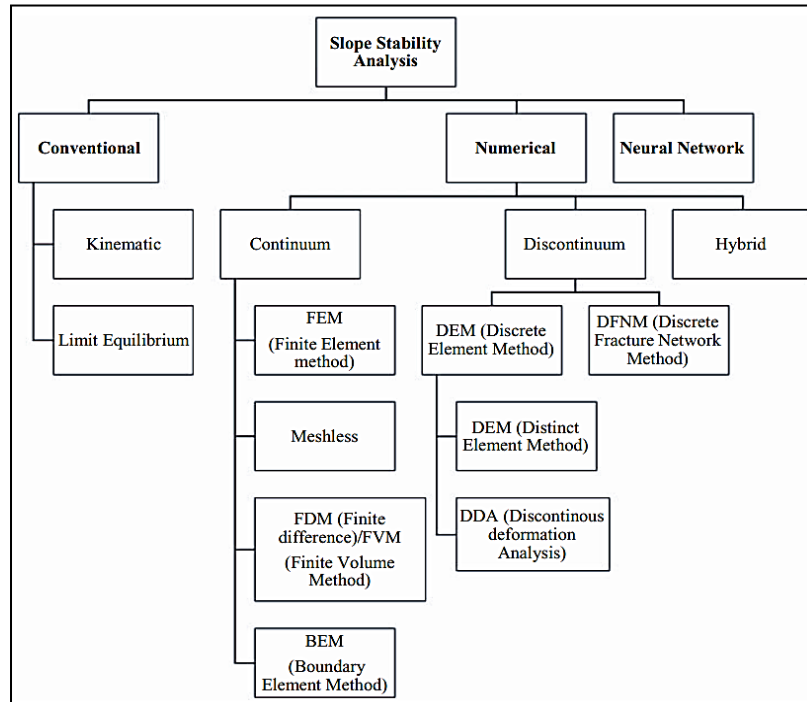 Slope Stability
Analysis
Conventional
Numerical
Neural Network
Kinematic
Continuum
Discontinuum
Hybrid
Limit Equilibrium
FEM
(Finite Element
method)
DEM (Discrete
Element Method)
DFNM (Discrete
Fracture Network
Method)
Meshless
DEM (Distinct
Element Method)
FDM (Finite
difference)/FVM
(Finite Volume
Method)
DDA (Discontinous
deformation
Analysis)
BEM
(Boundary
Element Method)